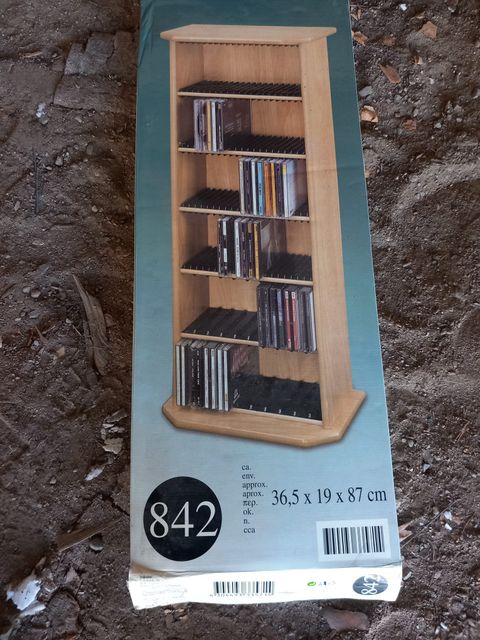 ca.
env.
approx.
aprox.
περ.
ok.
n.
cca
36,5 x 19 x 87 cm
842
842